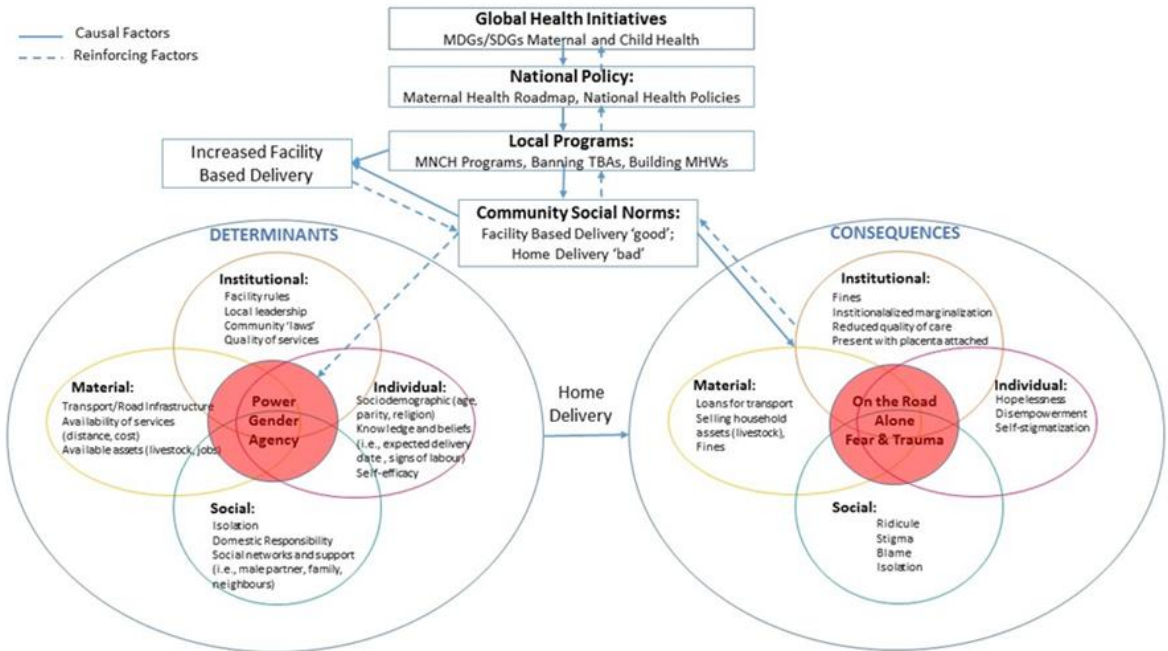 Causal Factors
Reinforcing Factors
Global Health Initiatives
MDGs/SDGs Maternal and Child Health
National Policy:
Maternal Health Roadmap, National Health Policies
Local Programs:
MNCH Programs, Banning TBAs, Building MHWs
Increased Facility
Based Delivery
Community Social Norms:
Facility Based Delivery ‘good’;
Home Delivery ‘bad’
DETERMINANTS
Institutional:
Facility rules
Local leadership
Community ‘laws’
Quality of services
Material:
Transport/Road Infrastructure
Availability of services
(distance, cost)
Available assets (livestock, jobs)
Power
Gender
Agency
Individual:
Sociodemographic (age,
parity, religion)
Knowledge and beliefs
(i.e., expected delivery
date , signs of labour)
Self-efficacy
Social:
Isolation
Domestic Responsibility
Social networks and support
(i.e., male partner, family,
neighbours)
Home
Delivery
CONSEQUENCES
Institutional:
Fines
Institionalalized marginalization
Reduced quality of care
Present with placenta attached
Material:
Loans for transport
Selling household
assets (livestock),
Fines
On the Road
Alone
Fear & Trauma
Individual:
Hopelessness
Disempowerment
Self-stigmatization
Social:
Ridicule
Stigma
Blame
Isolation